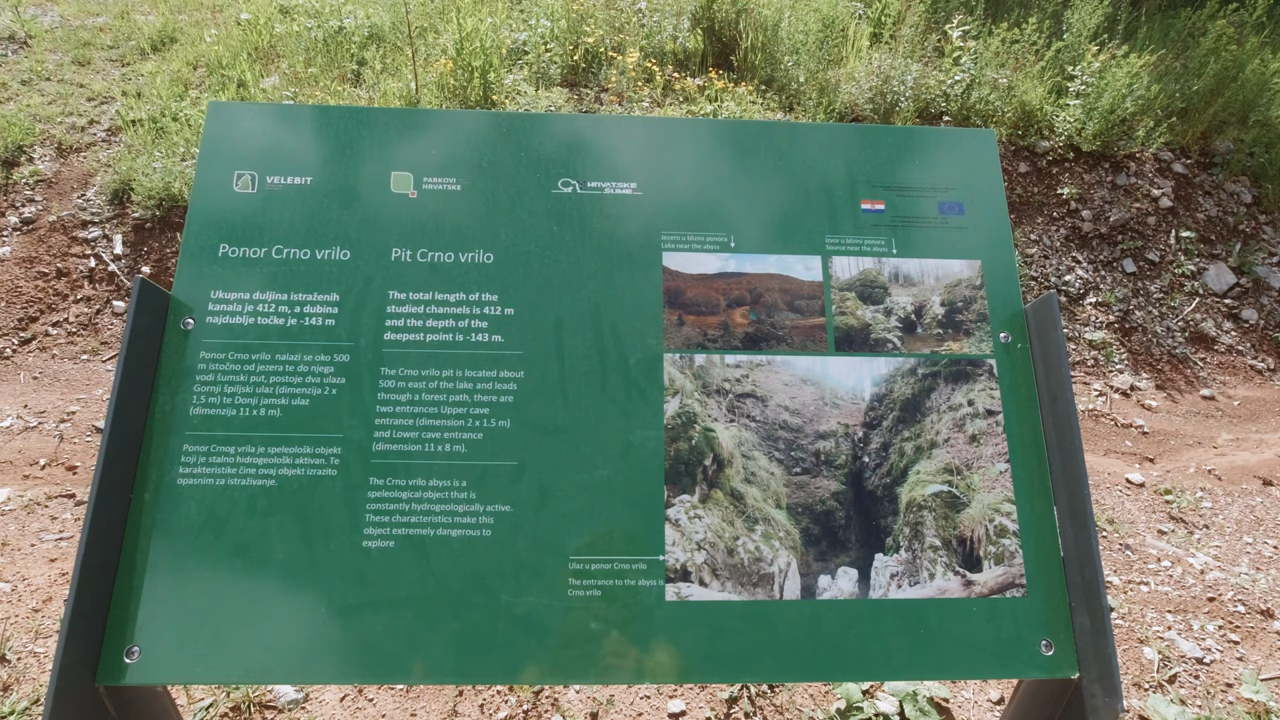 VELEBIT
PARKOVI
HRVATSKE
HRVATSKE
ŠUME
Ponor Crno vrilo
Ukupna duljina istraženih
kanala je 412 m, a dubina
najdublje točke je -143 m
Ponor Crno vrilo nalazi se oko 500
m istočno od jezera te do njega
vodi šumski put, postoje dva ulaza
Gornji špiljski ulaz (dimenzija 2 x
1,5 m) te Donji jamski ulaz
(dimenzija 11 x 8 m).
Ponor Crnog vrila je speleološki objekt
koji je stalno hidrogeološki aktivan. Te
karakteristike čine ovaj objekt izrazito
opasnim za istraživanje.
Pit Crno vrilo
The total length of the
studied channels is 412 m
and the depth of the
deepest point is -143 m.
The Crno vrilo pit is located about
500 m east of the lake and leads
through a forest path, there are
two entrances Upper cave
entrance (dimension 2 x 1.5 m)
and Lower cave entrance
(dimension 11 x 8 m).
The Crno vrilo abyss is a
speleological object that is
constantly hydrogeologically active.
These characteristics make this
object extremely dangerous to
explore
Jezero u blizini ponora
Lake near the abyss
Izvor u blizini ponora
Source near the abyss
Ulaz u ponor Crno vrilo
The entrance to the abyss is
Crno vrilo